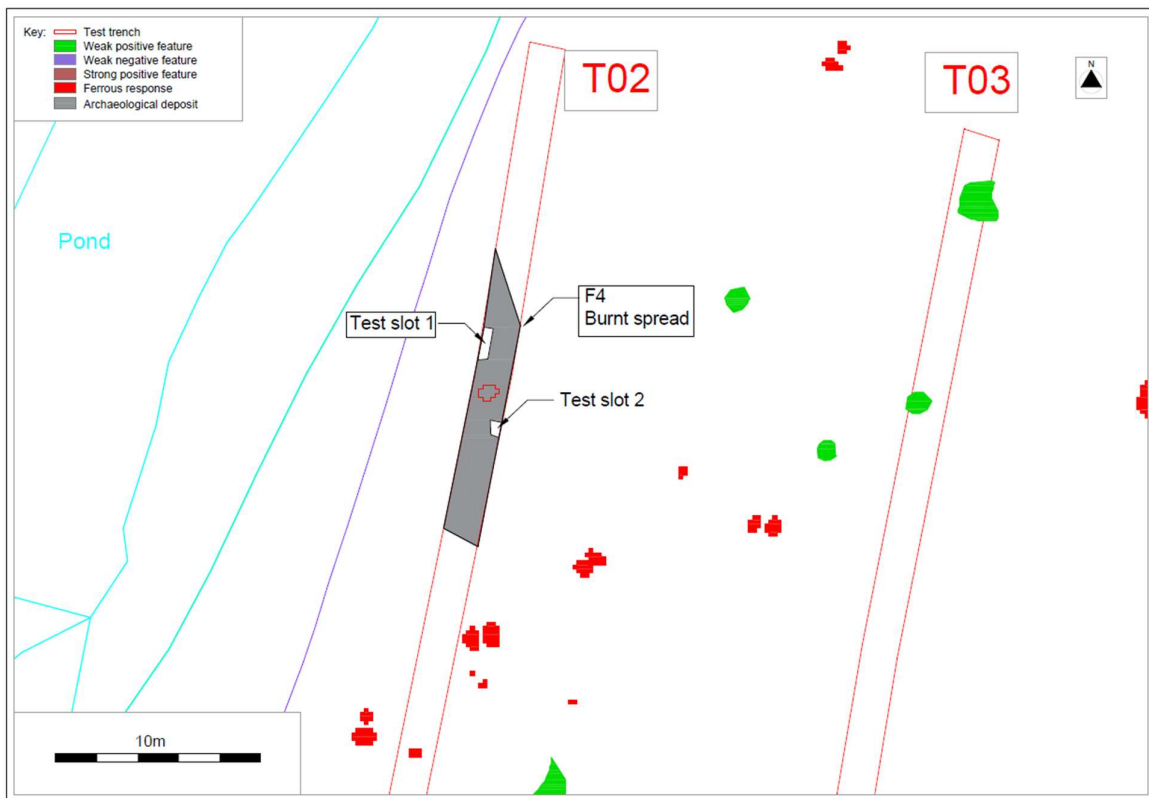 Key:
Test trench
Weak positive feature
Weak negative feature
Strong positive feature
Ferrous response
Archaeological deposit
T02
T03
N
Pond
F4
Burnt spread
Test slot 1
Test slot 2
10m